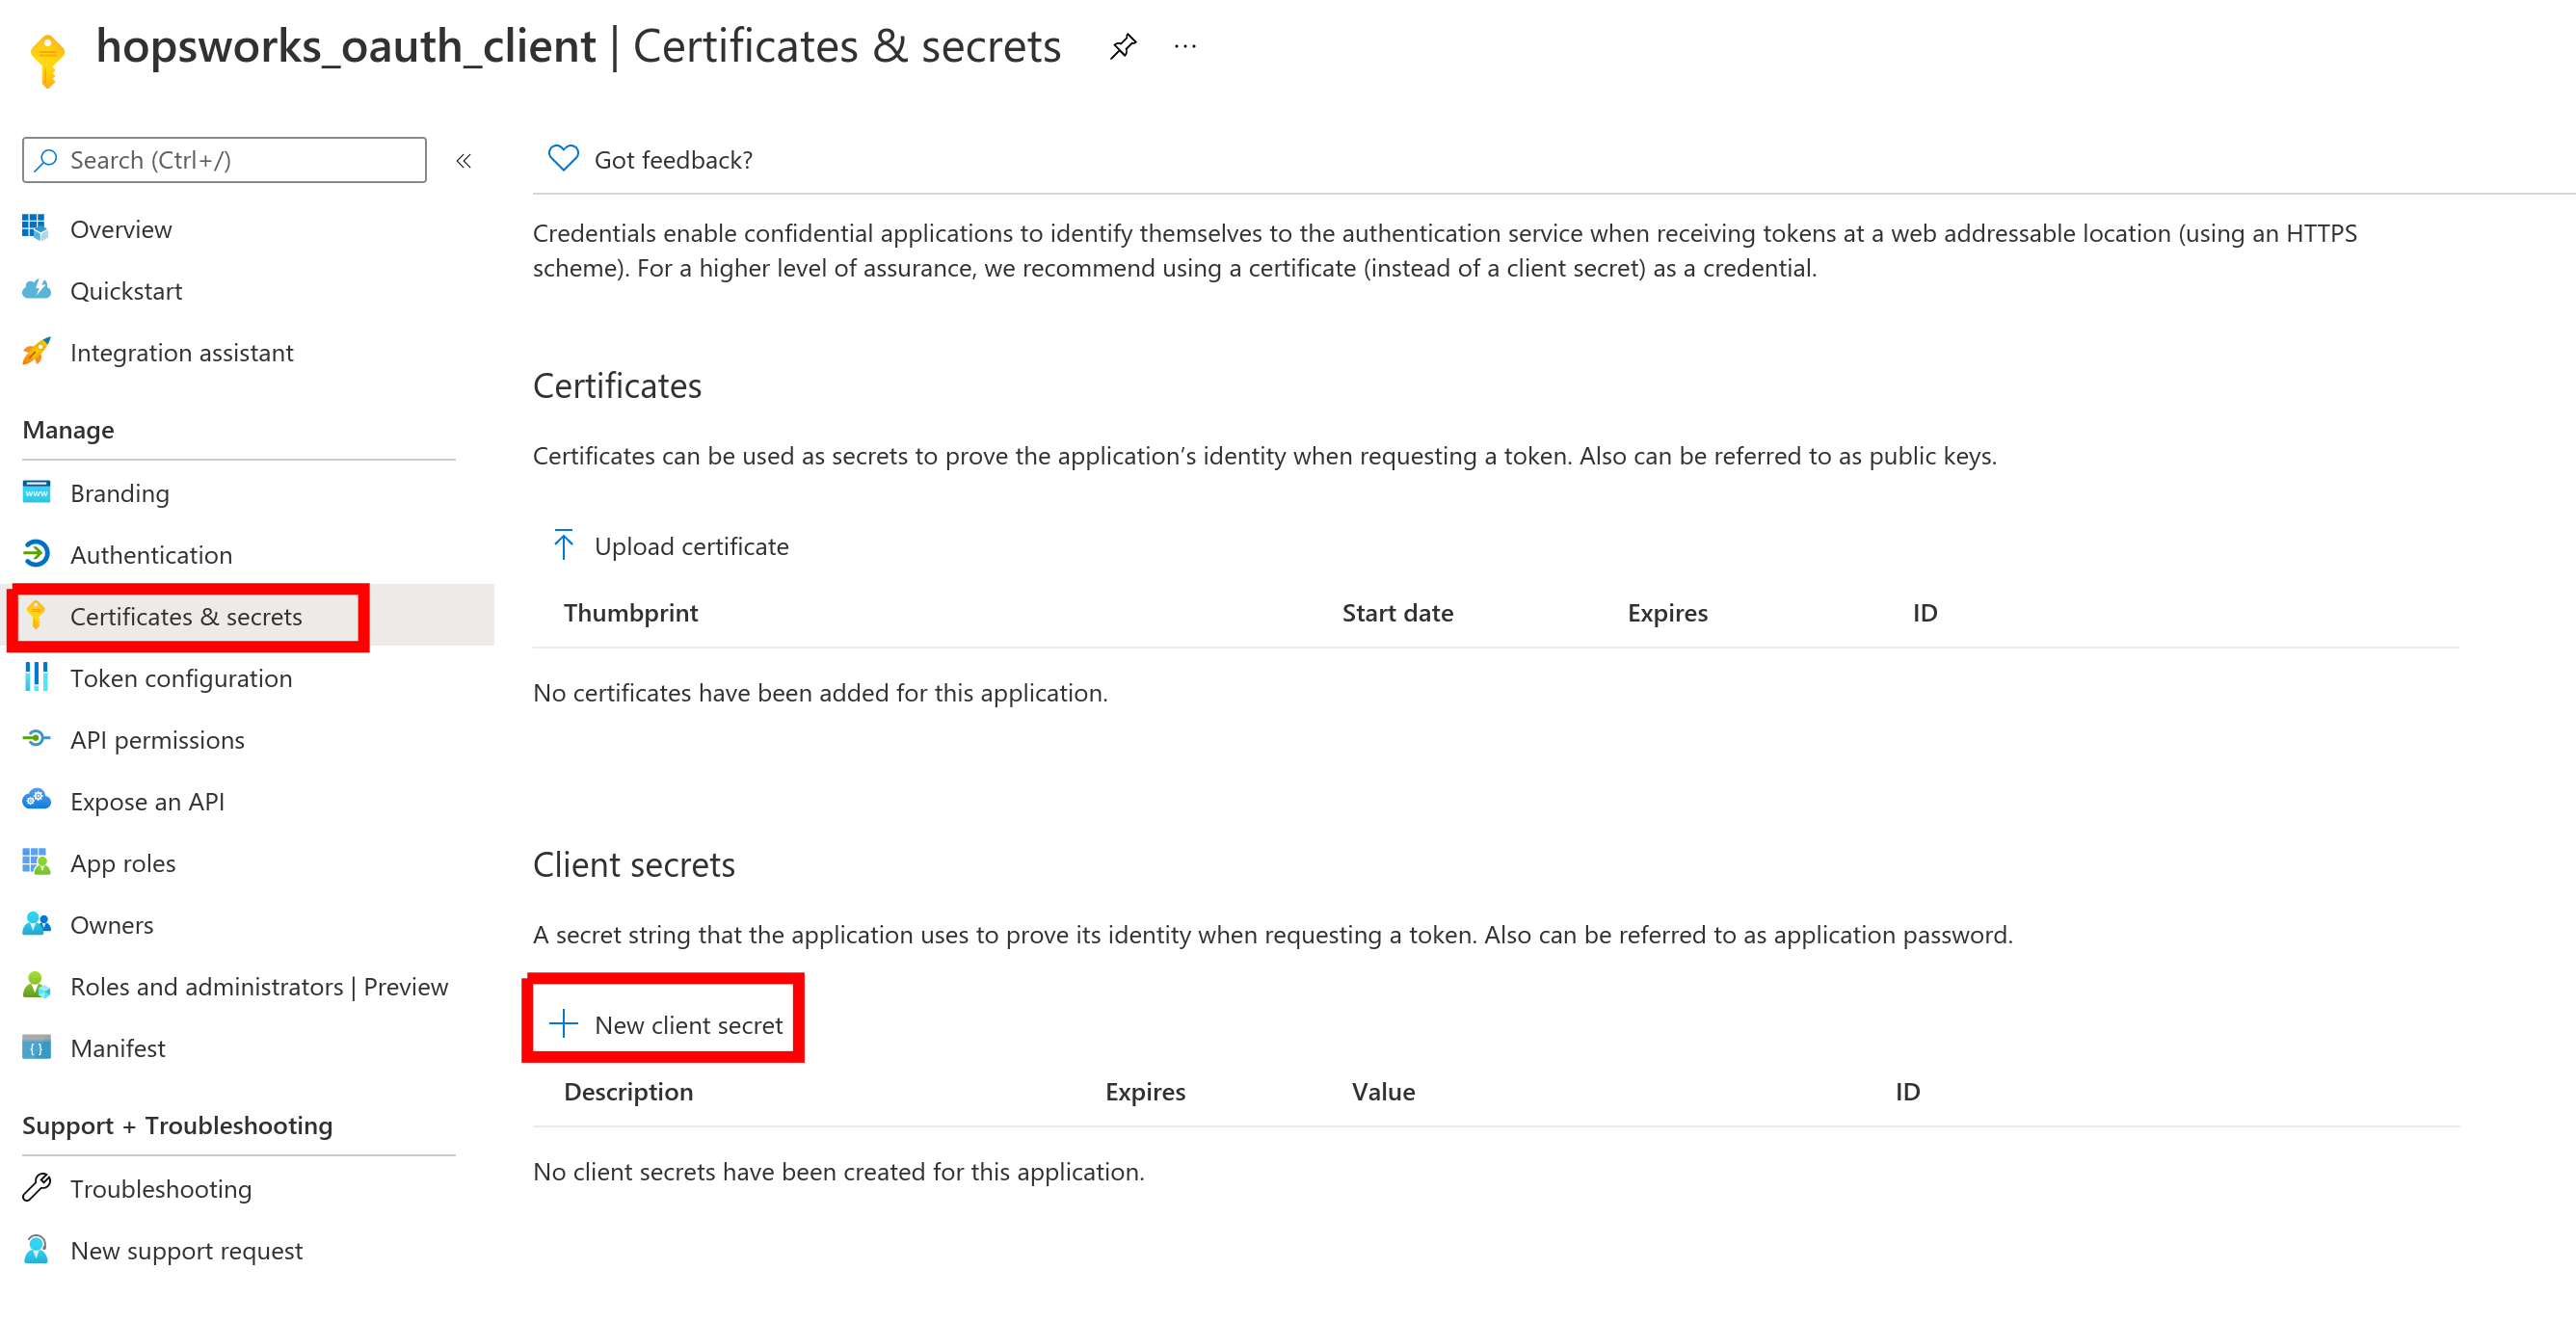 hopsworks_oauth_client | Certificates & secrets
Search (Ctrl+/)
Overview
Quickstart
Integration assistant
Manage
Branding
Authentication
Certificates & secrets
Token configuration
API permissions
Expose an API
App roles
Owners
Roles and administrators | Preview
Manifest
Support + Troubleshooting
Troubleshooting
New support request
Got feedback?
Credentials enable confidential applications to identify themselves to the authentication service when receiving tokens at a web addressable location (using an HTTPS
scheme). For a higher level of assurance, we recommend using a certificate (instead of a client secret) as a credential.
Certificates
Certificates can be used as secrets to prove the application’s identity when requesting a token. Also can be referred to as public keys.
Upload certificate
Thumbprint Start date Expires ID
No certificates have been added for this application.
Client secrets
A secret string that the application uses to prove its identity when requesting a token. Also can be referred to as application password.
New client secret
Description Expires Value ID
No client secrets have been created for this application.